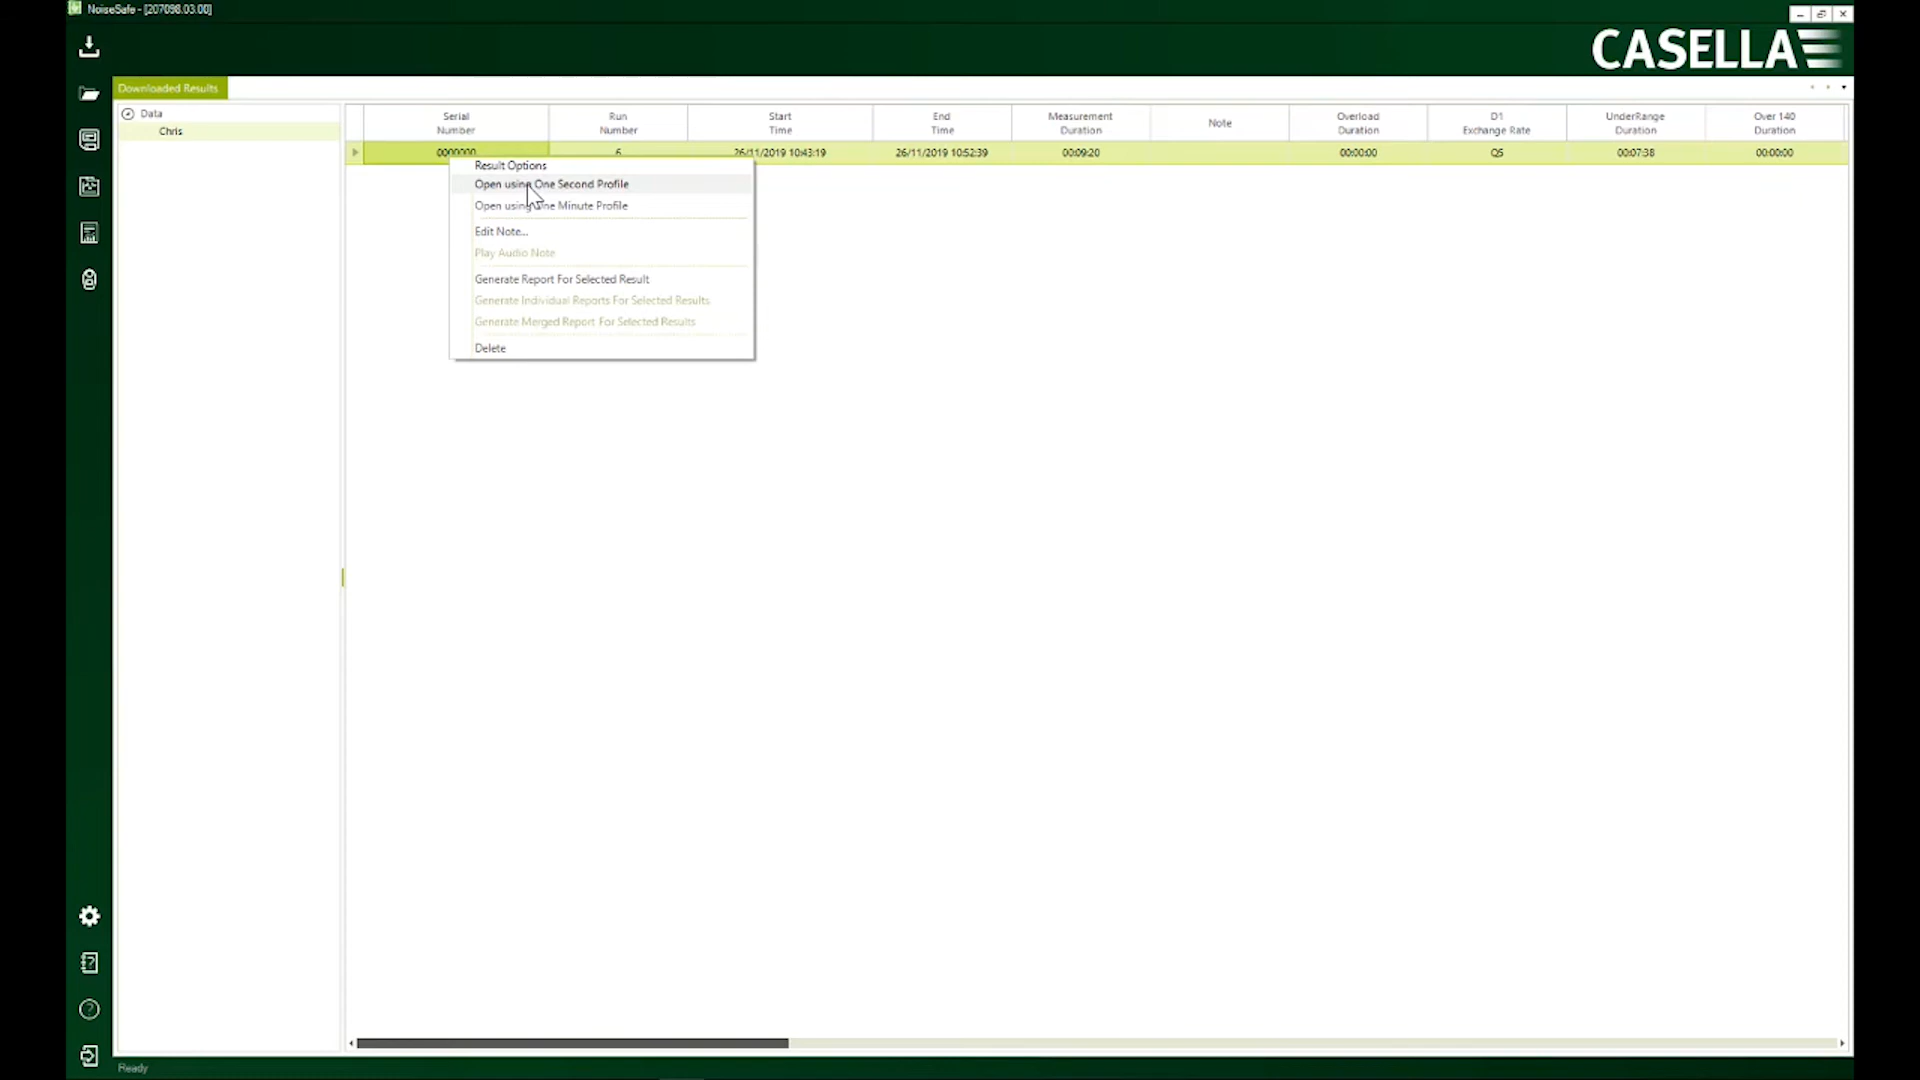 NoiseSafe - [207098.03.00]
CASELLA
Downloaded Results
Data
Chris
Serial Number
Run Number
Start Time
End Time
Measurement Duration
Note
Overload Duration
D1 Exchange Rate
UnderRange Duration
Over 140 Duration
0000000 6 26/11/2019 10:43:19 26/11/2019 10:52:39 00:09:20 00:00:00 Q5 00:07:38 00:00:00
Result Options
Open using One Second Profile
Open using One Minute Profile
Edit Note...
Play Audio Note
Generate Report For Selected Result
Generate Individual Reports For Selected Results
Generate Merged Report For Selected Results
Delete
Ready